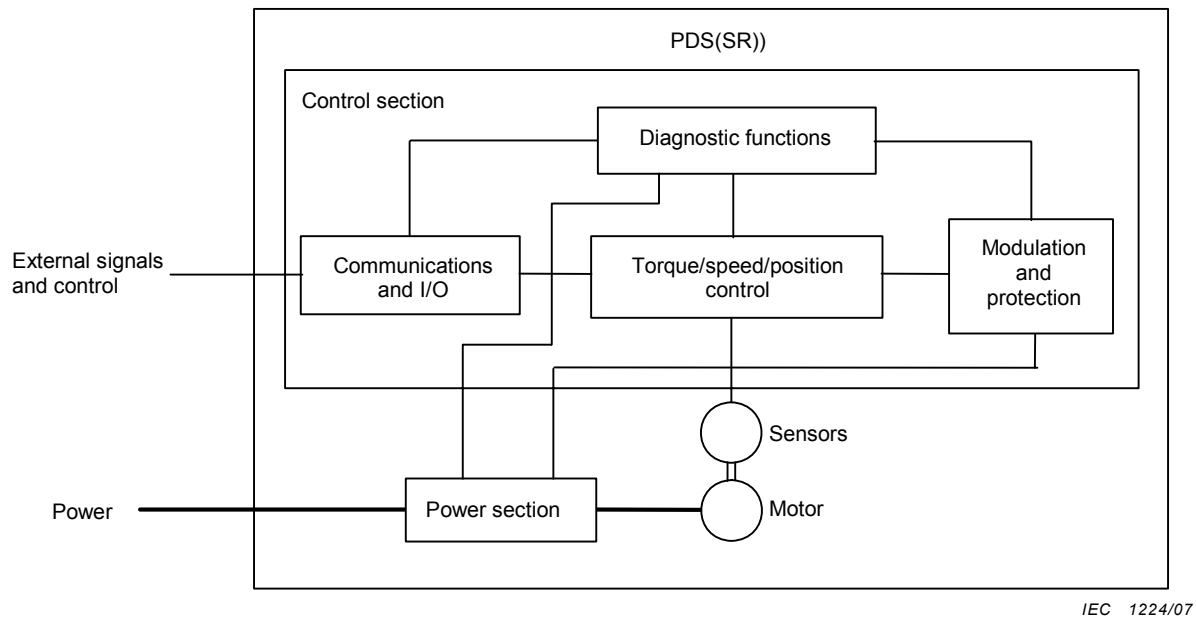 PDS(SR))
Control section
Diagnostic functions
External signals
and control
Communications
and I/O
Torque/speed/position
control
Modulation
and
protection
Sensors
Power
Power section
Motor
IEC 1224/07